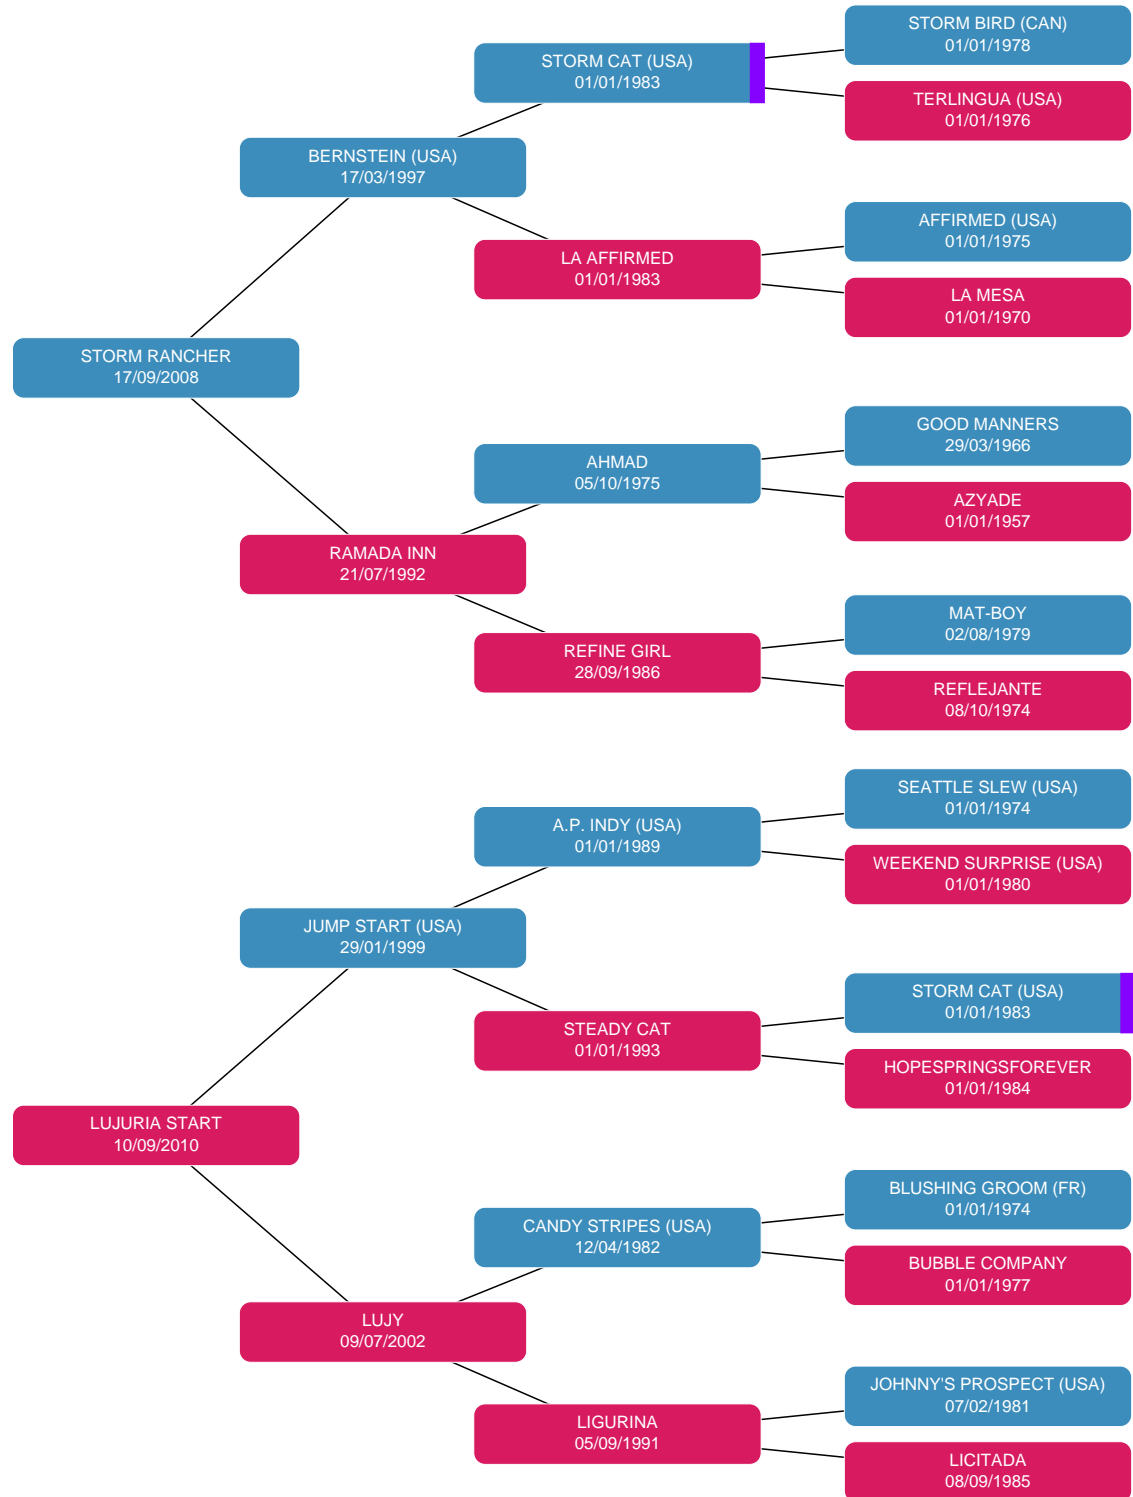 STORM BIRD (CAN)
01/01/1978
STORM CAT (USA)
01/01/1983
TERLINGUA (USA)
01/01/1976
BERNSTEIN (USA)
17/03/1997
AFFIRMED (USA)
01/01/1975
LA AFFIRMED
01/01/1983
LA MESA
01/01/1970
STORM RANCHER
17/09/2008
GOOD MANNERS
29/03/1966
AHMAD
05/10/1975
AZYADE
01/01/1957
RAMADA INN
21/07/1992
MAT-BOY
02/08/1979
REFINE GIRL
28/09/1986
REFLEJANTE
08/10/1974
SEATTLE SLEW (USA)
01/01/1974
A.P. INDY (USA)
01/01/1989
WEEKEND SURPRISE (USA)
01/01/1980
JUMP START (USA)
29/01/1999
STORM CAT (USA)
01/01/1983
STEADY CAT
01/01/1993
HOPESPRINGSFOREVER
01/01/1984
LUJURIA START
10/09/2010
BLUSHING GROOM (FR)
01/01/1974
CANDY STRIPES (USA)
12/04/1982
BUBBLE COMPANY
01/01/1977
LUJY
09/07/2002
JOHNNY'S PROSPECT (USA)
07/02/1981
LIGURINA
05/09/1991
LICITADA
08/09/1985